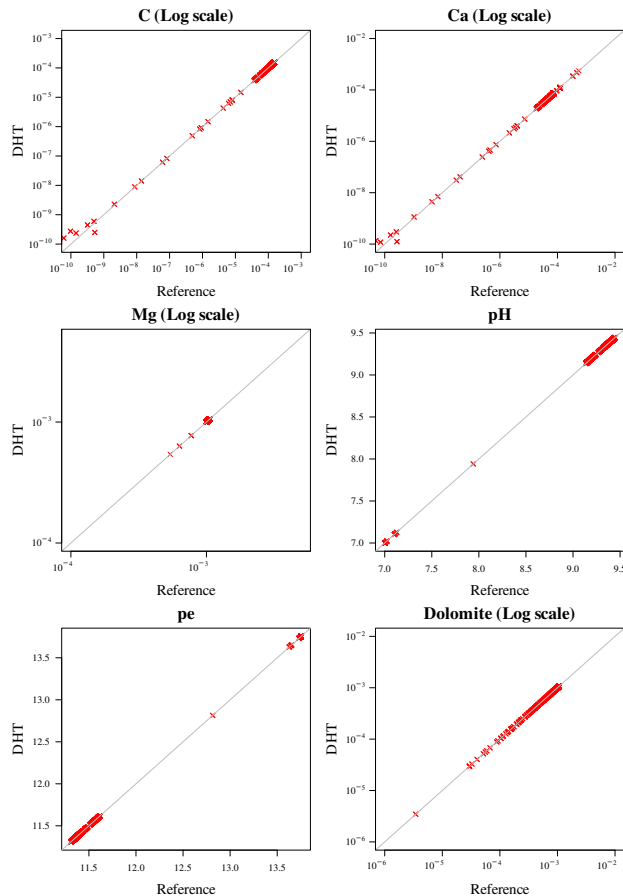 C (Log scale)
Ca (Log scale)
10⁻³
10⁻⁴
10⁻⁵
10⁻⁶
10⁻⁷
10⁻⁸
10⁻⁹
10⁻¹⁰
DHT
10⁻¹⁰ 10⁻⁹ 10⁻⁸ 10⁻⁷ 10⁻⁶ 10⁻⁵ 10⁻⁴ 10⁻³
Reference
10⁻²
10⁻⁴
10⁻⁶
10⁻⁸
10⁻¹⁰
DHT
10⁻¹⁰ 10⁻⁸ 10⁻⁶ 10⁻⁴ 10⁻²
Reference
Mg (Log scale)
pH
10⁻³
10⁻⁴
DHT
10⁻⁴ 10⁻³
Reference
9.5
9.0
8.5
8.0
7.5
7.0
DHT
7.0 7.5 8.0 8.5 9.0 9.5
Reference
pe
Dolomite (Log scale)
13.5
13.0
12.5
12.0
11.5
DHT
11.5 12.0 12.5 13.0 13.5
Reference
10⁻²
10⁻³
10⁻⁴
10⁻⁵
10⁻⁶
DHT
10⁻⁶ 10⁻⁵ 10⁻⁴ 10⁻³ 10⁻²
Reference